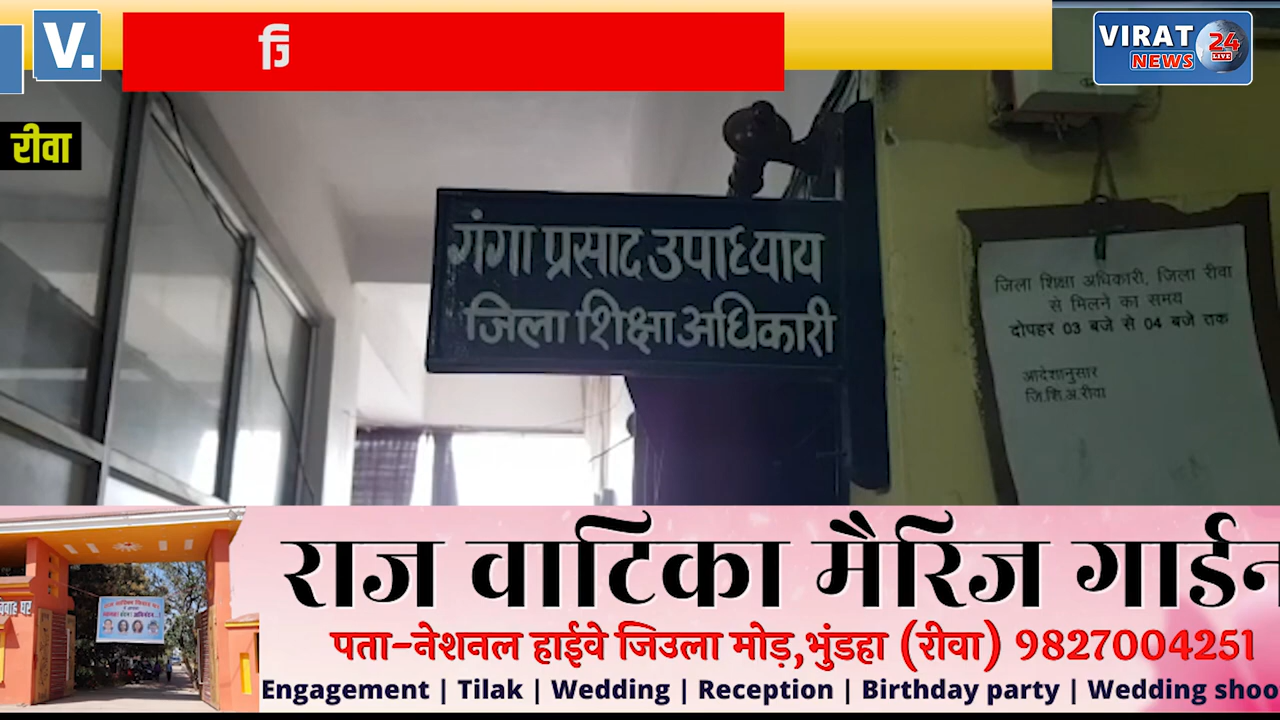 V.
VIRAT
24
NEWS
LIVE
रीवा
गंगा प्रसाद उपाध्याय
जिला शिक्षा अधिकारी
जिला शिक्षा अधिकारी, जिला रीवा
से मिलने का समय
दोपहर 03 बजे से 04 बजे तक
आदेशानुसार
जि.शि.अ.रीवा
राज वाटिका मैरिज गार्डन
पता-नेशनल हाईवे जिउला मोड़,भुंडहा (रीवा) 9827004251
Engagement | Tilak | Wedding | Reception | Birthday party | Wedding shoo